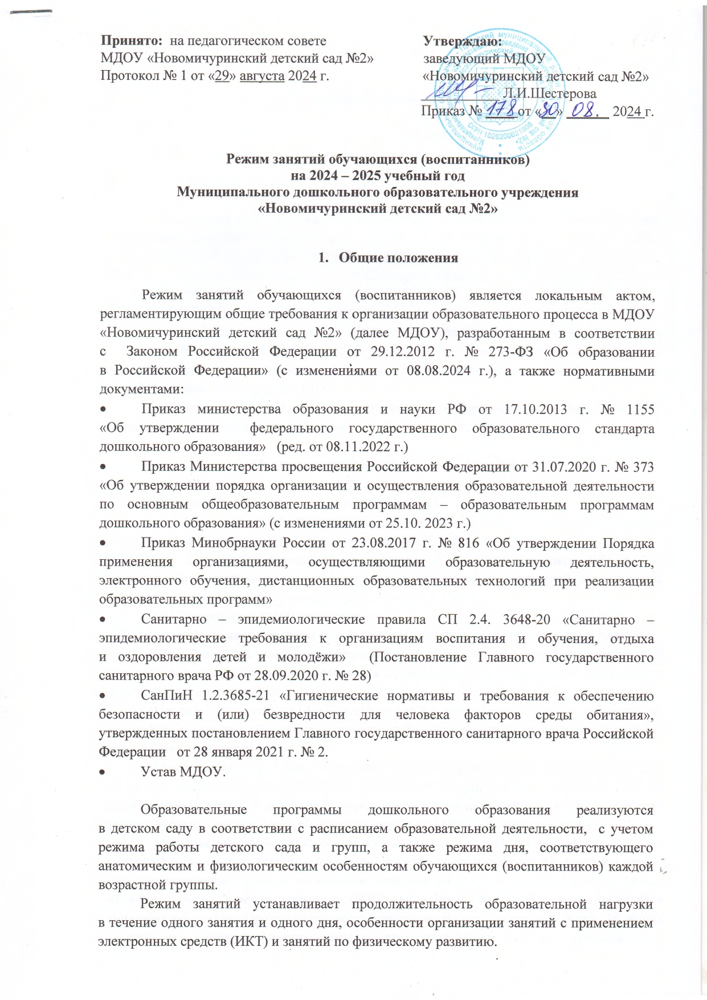 Принято: на педагогическом совете
МДОУ «Новомичуринский детский сад №2»
Протокол № 1 от «29» августа 2024 г.
Утверждаю:
заведующий МДОУ
«Новомичуринский детский сад №2»
Л.И.Шестерова
Приказ № 178 от «30» 08. 2024 г.
ОГРН 1026200621908
Режим занятий обучающихся (воспитанников)
на 2024 – 2025 учебный год
Муниципального дошкольного образовательного учреждения
«Новомичуринский детский сад №2»
1. Общие положения
Режим занятий обучающихся (воспитанников) является локальным актом,
регламентирующим общие требования к организации образовательного процесса в МДОУ
«Новомичуринский детский сад №2» (далее МДОУ), разработанным в соответствии
с Законом Российской Федерации от 29.12.2012 г. № 273-ФЗ «Об образовании
в Российской Федерации» (с изменениями от 08.08.2024 г.), а также нормативными
документами:
• Приказ министерства образования и науки РФ от 17.10.2013 г. № 1155
«Об утверждении федерального государственного образовательного стандарта
дошкольного образования» (ред. от 08.11.2022 г.)
• Приказ Министерства просвещения Российской Федерации от 31.07.2020 г. № 373
«Об утверждении порядка организации и осуществления образовательной деятельности
по основным общеобразовательным программам – образовательным программам
дошкольного образования» (с изменениями от 25.10. 2023 г.)
• Приказ Минобрнауки России от 23.08.2017 г. № 816 «Об утверждении Порядка
применения организациями, осуществляющими образовательную деятельность,
электронного обучения, дистанционных образовательных технологий при реализации
образовательных программ»
• Санитарно – эпидемиологические правила СП 2.4. 3648-20 «Санитарно –
эпидемиологические требования к организациям воспитания и обучения, отдыха
и оздоровления детей и молодёжи» (Постановление Главного государственного
санитарного врача РФ от 28.09.2020 г. № 28)
• СанПиН 1.2.3685-21 «Гигиенические нормативы и требования к обеспечению
безопасности и (или) безвредности для человека факторов среды обитания»,
утвержденных постановлением Главного государственного санитарного врача Российской
Федерации от 28 января 2021 г. № 2.
• Устав МДОУ.
Образовательные программы дошкольного образования реализуются
в детском саду в соответствии с расписанием образовательной деятельности, с учетом
режима работы детского сада и групп, а также режима дня, соответствующего
анатомическим и физиологическим особенностям обучающихся (воспитанников) каждой
возрастной группы.
Режим занятий устанавливает продолжительность образовательной нагрузки
в течение одного занятия и одного дня, особенности организации занятий с применением
электронных средств (ИКТ) и занятий по физическому развитию.